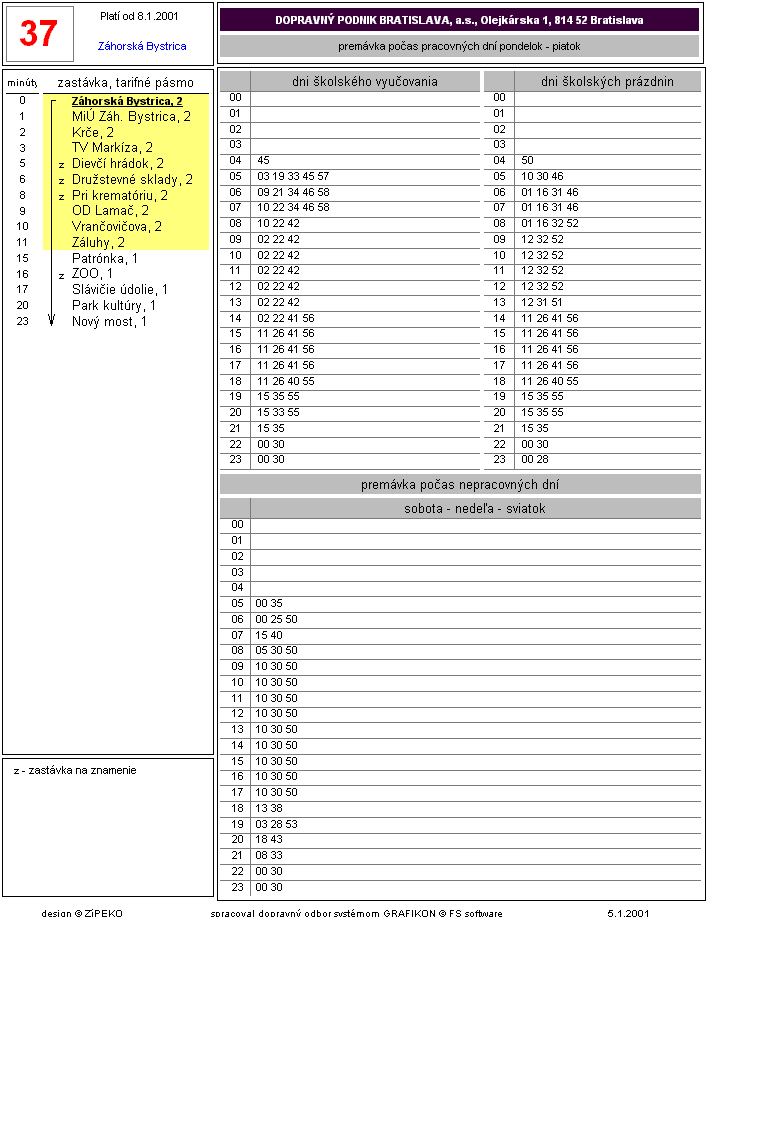 37
Platí od 8.1.2001
Záhorská Bystrica
DOPRAVNÝ PODNIK BRATISLAVA, a.s., Olejkárska 1, 814 52 Bratislava
premávka počas pracovných dní pondelok - piatok
minúty zastávka, tarifné pásmo
0 Záhorská Bystrica, 2
1 MiÚ Záh. Bystrica, 2
2 Krče, 2
3 TV Markíza, 2
5 z Dievčí hrádok, 2
6 z Družstevné sklady, 2
8 z Pri krematóriu, 2
9 OD Lamač, 2
10 Vrančovičova, 2
11 Záluhy, 2
15 Patrónka, 1
16 z ZOO, 1
17 Slávičie údolie, 1
20 Park kultúry, 1
23 Nový most, 1
z - zastávka na znamenie
dni školského vyučovania
00
01
02
03
04 45
05 03 19 33 45 57
06 09 21 34 46 58
07 10 22 34 46 58
08 10 22 42
09 02 22 42
10 02 22 42
11 02 22 42
12 02 22 42
13 02 22 42
14 02 22 41 56
15 11 26 41 56
16 11 26 41 56
17 11 26 41 56
18 11 26 40 55
19 15 35 55
20 15 33 55
21 15 35
22 00 30
23 00 30
dni školských prázdnin
00
01
02
03
04 50
05 10 30 46
06 01 16 31 46
07 01 16 31 46
08 01 16 32 52
09 12 32 52
10 12 32 52
11 12 32 52
12 12 32 52
13 12 31 51
14 11 26 41 56
15 11 26 41 56
16 11 26 41 56
17 11 26 41 56
18 11 26 40 55
19 15 35 55
20 15 35 55
21 15 35
22 00 30
23 00 28
premávka počas nepracovných dní
sobota - nedeľa - sviatok
00
01
02
03
04
05 00 35
06 00 25 50
07 15 40
08 05 30 50
09 10 30 50
10 10 30 50
11 10 30 50
12 10 30 50
13 10 30 50
14 10 30 50
15 10 30 50
16 10 30 50
17 10 30 50
18 13 38
19 03 28 53
20 18 43
21 08 33
22 00 30
23 00 30
design © ZiPEKO spracoval dopravný odbor systémom GRAFIKON © FS software 5.1.2001